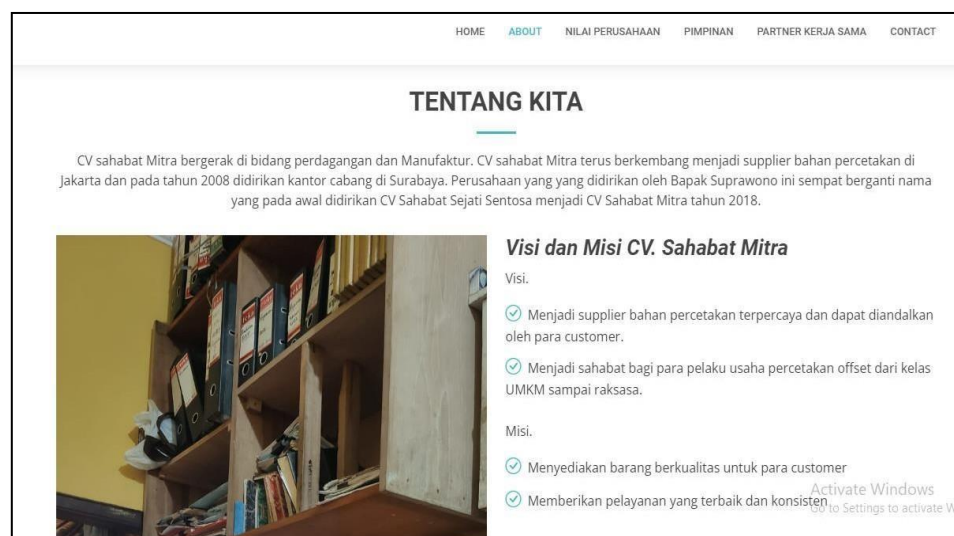 HOME ABOUT NILAI PERUSAHAAN PIMPINAN PARTNER KERJA SAMA CONTACT
TENTANG KITA
CV sahabat Mitra bergerak di bidang perdagangan dan Manufaktur. CV sahabat Mitra terus berkembang menjadi supplier bahan percetakan di
Jakarta dan pada tahun 2008 didirikan kantor cabang di Surabaya. Perusahaan yang yang didirikan oleh Bapak Suprawono ini sempat berganti nama
yang pada awal didirikan CV Sahabat Sejati Sentosa menjadi CV Sahabat Mitra tahun 2018.
Visi dan Misi CV. Sahabat Mitra
Visi.
Menjadi supplier bahan percetakan terpercaya dan dapat diandalkan
oleh para customer.
Menjadi sahabat bagi para pelaku usaha percetakan offset dari kelas
UMKM sampai raksasa.
Misi.
Menyediakan barang berkualitas untuk para customer
Memberikan pelayanan yang terbaik dan konsisten
Activate Windows
Go to Settings to activate W